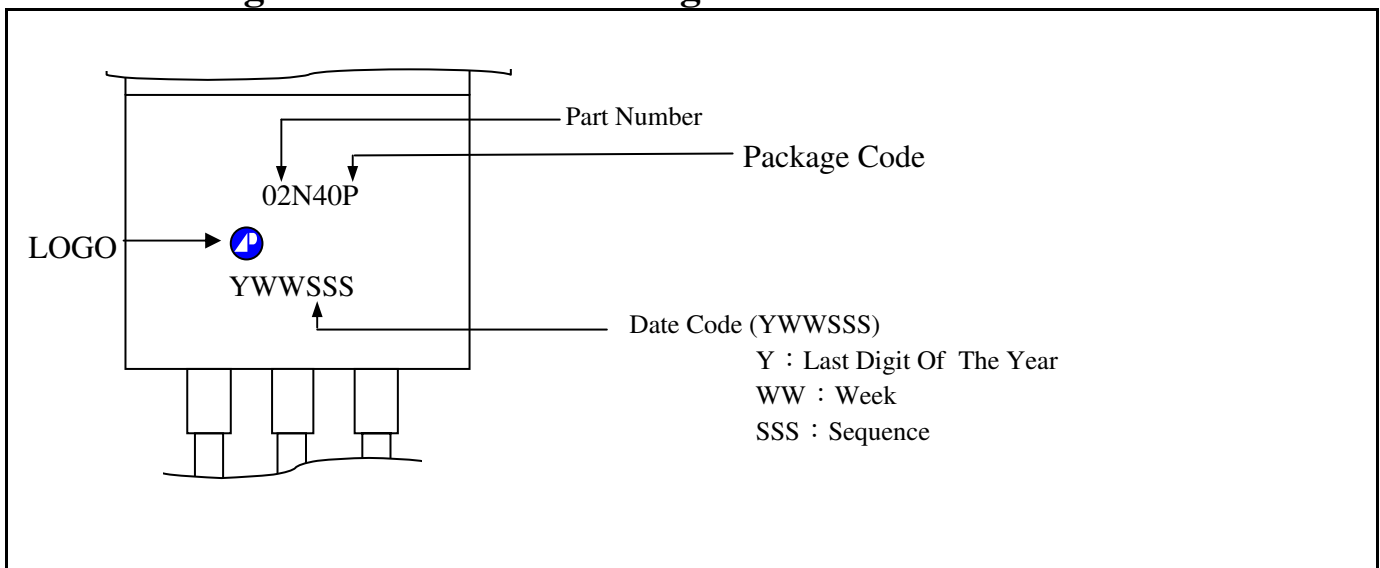 Part Number
Package Code
02N40P
LOGO
YWWSSS
Date Code (YWWSSS)
Y：Last Digit Of The Year
WW：Week
SSS：Sequence